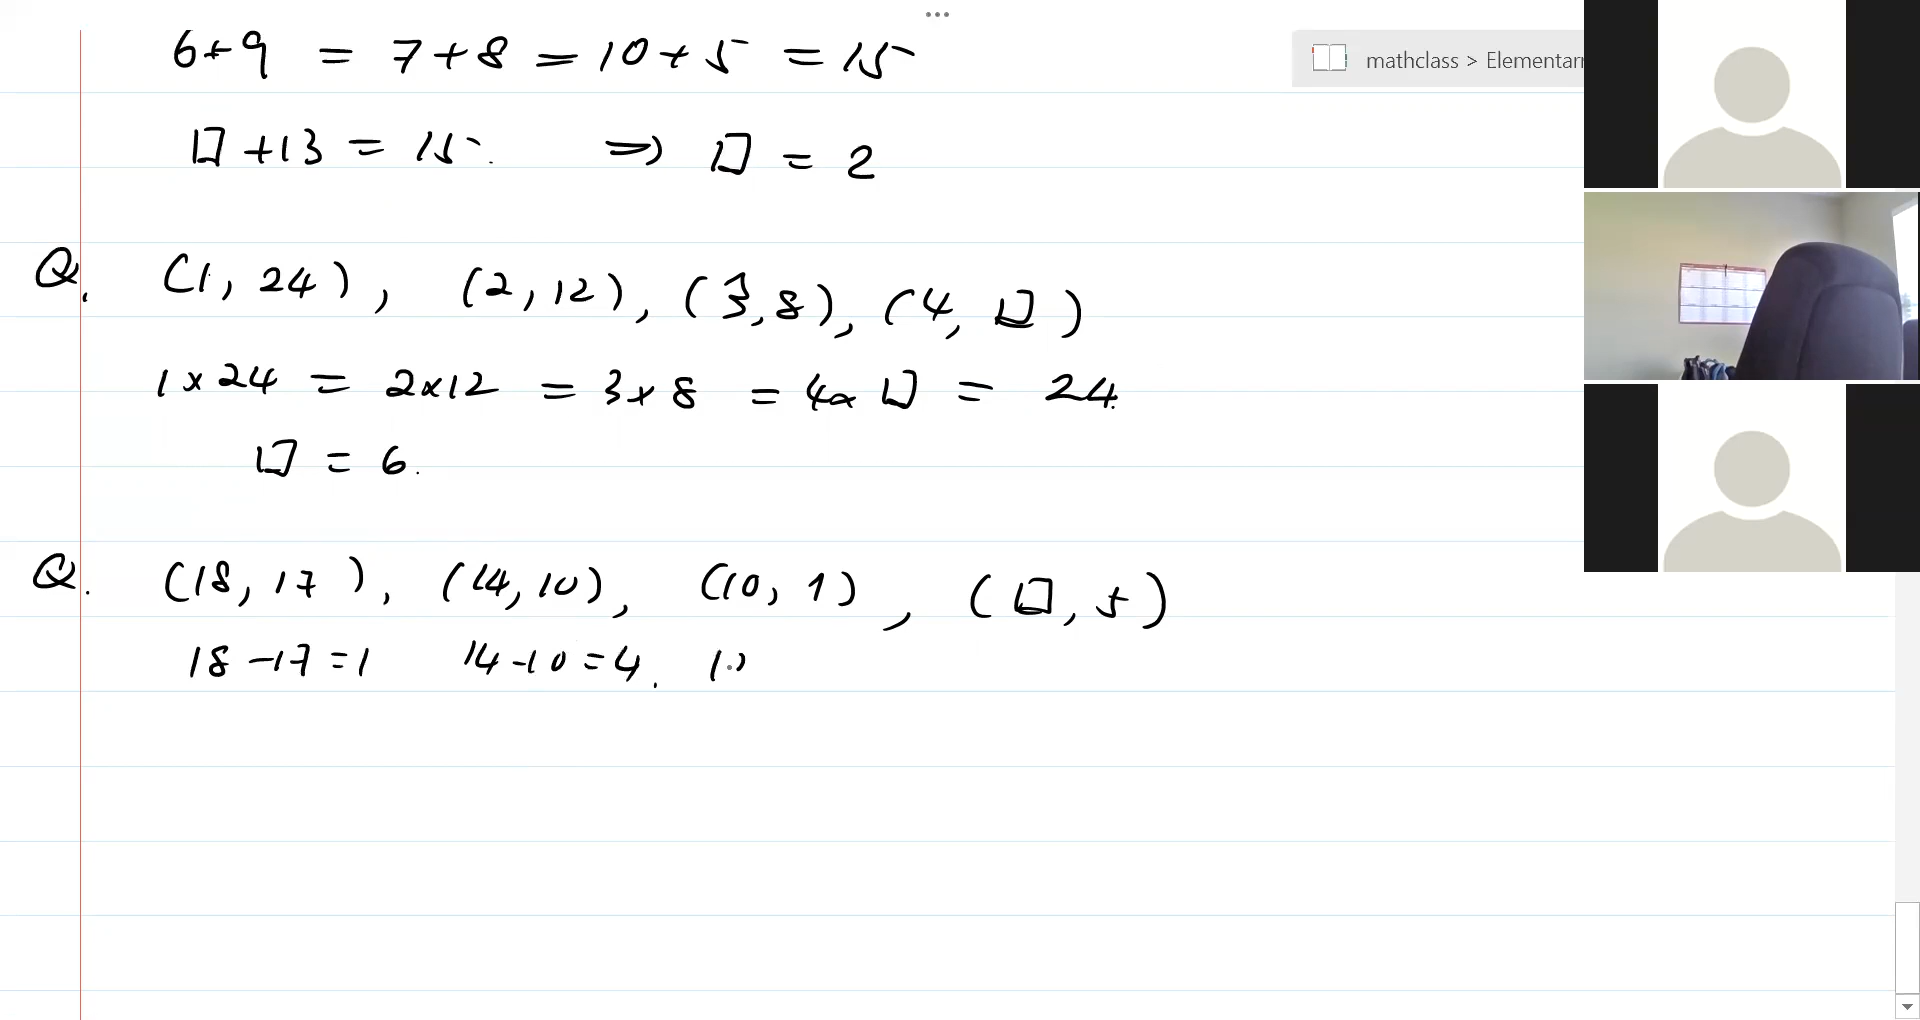 6+9 = 7+8 = 10+5 = 15
mathclass > Elementar
□ +13 = 15. ⇒ □ = 2
Q. (1, 24), (2, 12), (3, 8), (4, □)
1 × 24 = 2×12 = 3 × 8 = 4× □ = 24.
□ = 6.
Q. (18, 17), (14, 10), (10, 1), (□, 5)
18 -17 =1 14 -10 =4. 10